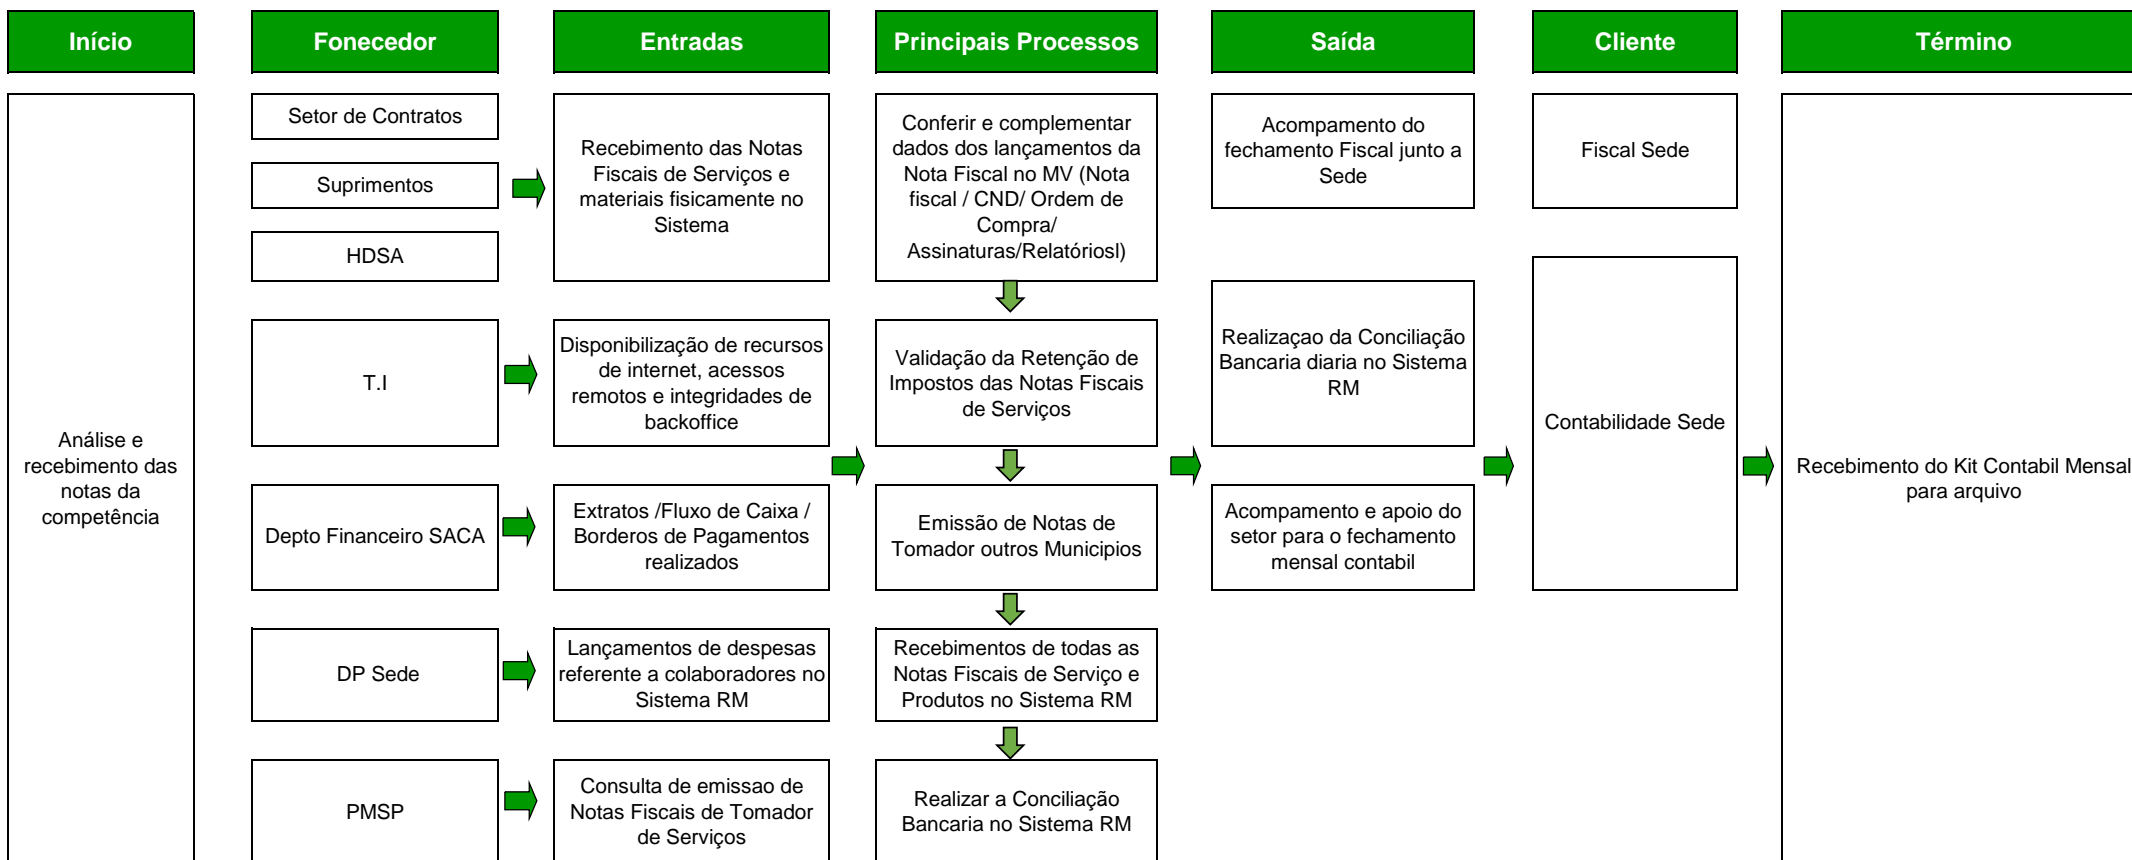 Início
Fonecedor
Entradas
Principais Processos
Saída
Cliente
Término
Análise e
recebimento das
notas da
competência
Setor de Contratos
Suprimentos
HDSA
T.I
Depto Financeiro SACA
DP Sede
PMSP
Recebimento das Notas
Fiscais de Serviços e
materiais fisicamente no
Sistema
Disponibilização de recursos
de internet, acessos
remotos e integridades de
backoffice
Extratos /Fluxo de Caixa /
Borderos de Pagamentos
realizados
Lançamentos de despesas
referente a colaboradores no
Sistema RM
Consulta de emissao de
Notas Fiscais de Tomador
de Serviços
Conferir e complementar
dados dos lançamentos da
Nota Fiscal no MV (Nota
fiscal / CND/ Ordem de
Compra/
Assinaturas/Relatóriosl)
Validação da Retenção de
Impostos das Notas Fiscais
de Serviços
Emissão de Notas de
Tomador outros Municipios
Recebimentos de todas as
Notas Fiscais de Serviço e
Produtos no Sistema RM
Realizar a Conciliação
Bancaria no Sistema RM
Acompamento do
fechamento Fiscal junto a
Sede
Realizaçao da Conciliação
Bancaria diaria no Sistema
RM
Acompamento e apoio do
setor para o fechamento
mensal contabil
Fiscal Sede
Contabilidade Sede
Recebimento do Kit Contabil Mensal
para arquivo